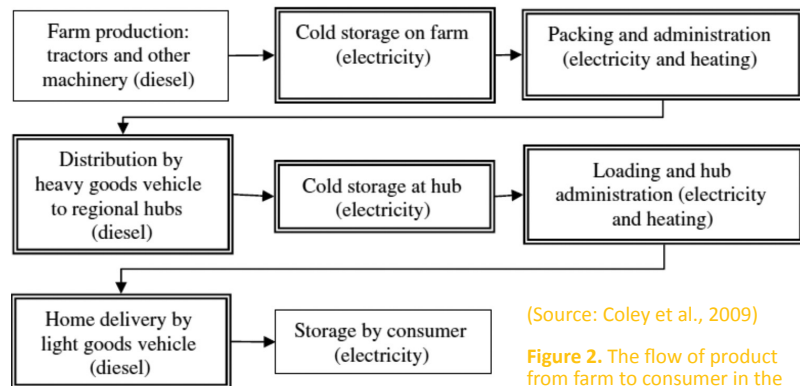 Farm production:
tractors and other
machinery (diesel)
Cold storage on farm
(electricity)
Packing and administration
(electricity and heating)
Distribution by
heavy goods vehicle
to regional hubs
(diesel)
Cold storage at hub
(electricity)
Loading and hub
administration (electricity
and heating)
Home delivery by
light goods vehicle
(diesel)
Storage by consumer
(electricity)
(Source: Coley et al., 2009)
Figure 2. The flow of product
from farm to consumer in the